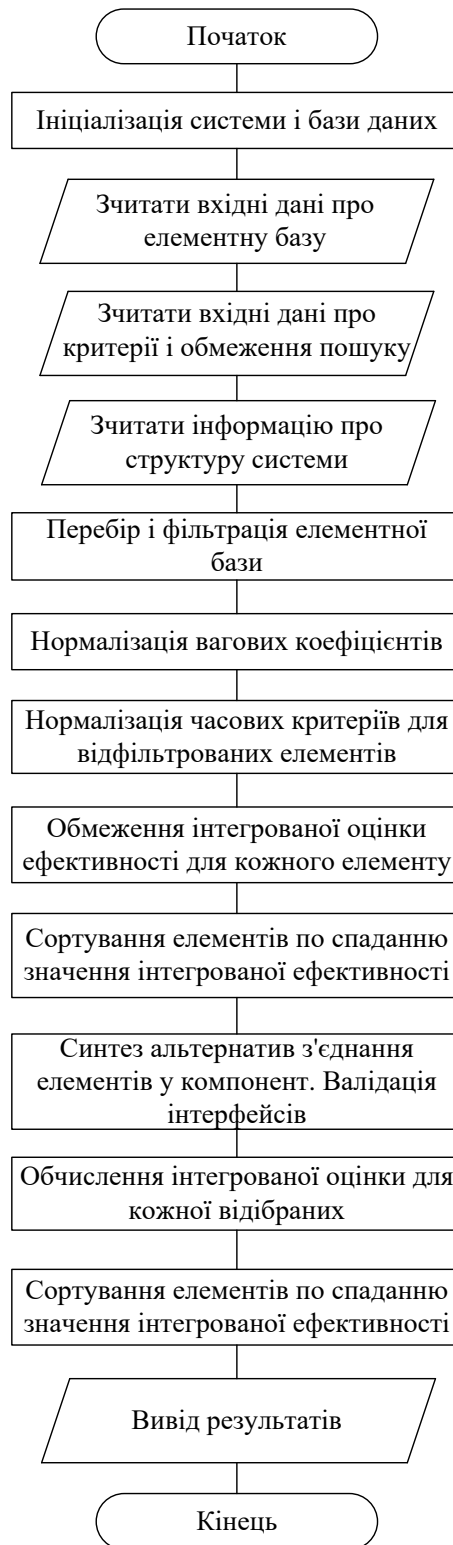 Початок
Ініціалізація системи і бази даних
Зчитати вхідні дані про
елементну базу
Зчитати вхідні дані про
критерії і обмеження пошуку
Зчитати інформацію про
структуру системи
Перебір і фільтрація елементної
бази
Нормалізація вагових коефіцієнтів
Нормалізація часових критеріїв для
відфільтрованих елементів
Обмеження інтегрованої оцінки
ефективності для кожного елементу
Сортування елементів по спаданню
значення інтегрованої ефективності
Синтез альтернатив з'єднання
елементів у компонент. Валідація
інтерфейсів
Обчислення інтегрованої оцінки для
кожної відібраних
Сортування елементів по спаданню
значення інтегрованої ефективності
Вивід результатів
Кінець